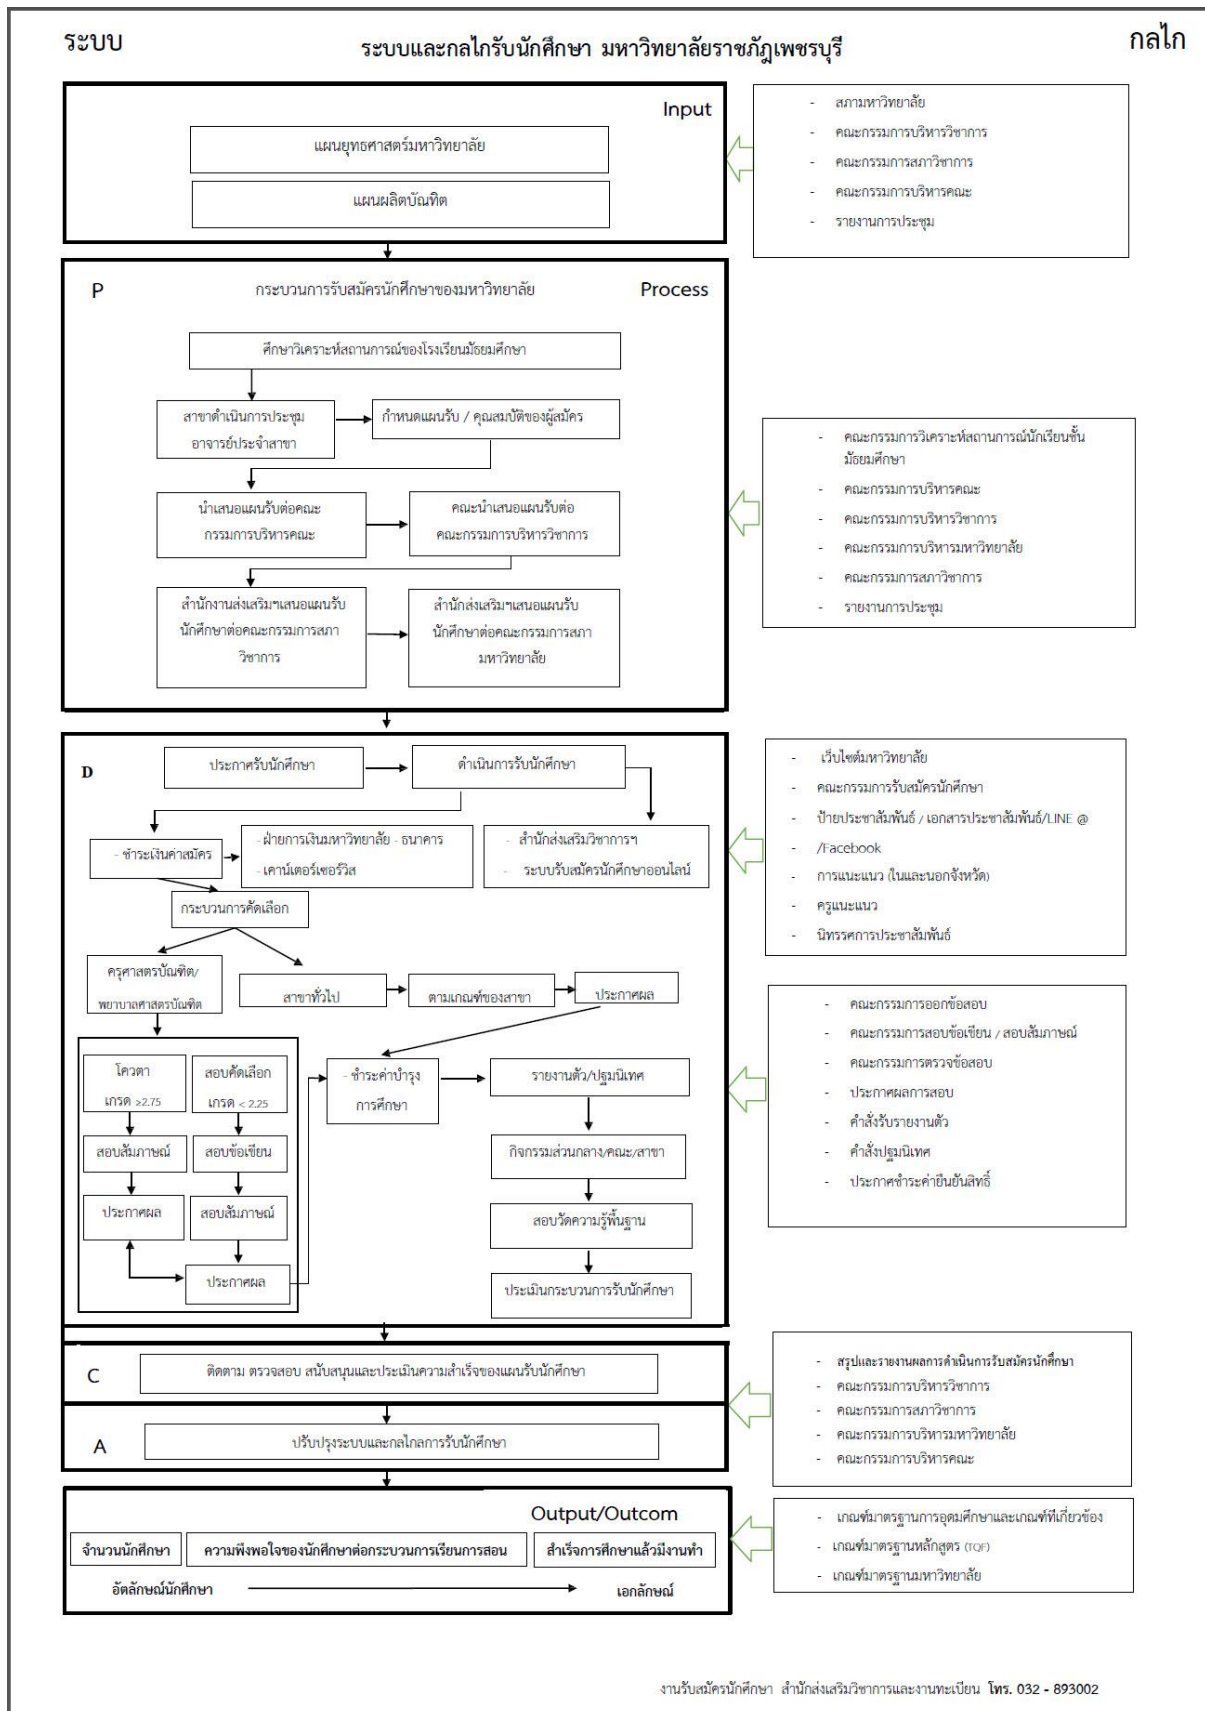 ระบบ
ระบบและกลไกรับนักศึกษา มหาวิทยาลัยราชภัฏเพชรบุรี
กลไก
Input
แผนยุทธศาสตร์มหาวิทยาลัย
แผนผลิตบัณฑิต
- สภามหาวิทยาลัย
- คณะกรรมการบริหารวิชาการ
- คณะกรรมการสภาวิชาการ
- คณะกรรมการบริหารคณะ
- รายงานการประชุม
P
กระบวนการรับสมัครนักศึกษาของมหาวิทยาลัย
Process
ศึกษาวิเคราะห์สถานการณ์ของโรงเรียนมัธยมศึกษา
สาขาดำเนินการประชุม
อาจารย์ประจำสาขา
กำหนดแผนรับ / คุณสมบัติของผู้สมัคร
นำเสนอแผนรับต่อคณะ
กรรมการบริหารคณะ
คณะนำเสนอแผนรับต่อ
คณะกรรมการบริหารวิชาการ
สำนักงานส่งเสริมฯเสนอแผนรับ
นักศึกษาต่อคณะกรรมการสภา
วิชาการ
สำนักส่งเสริมฯเสนอแผนรับ
นักศึกษาต่อคณะกรรมการสภา
มหาวิทยาลัย
- คณะกรรมการวิเคราะห์สถานการณ์นักเรียนชั้น
มัธยมศึกษา
- คณะกรรมการบริหารคณะ
- คณะกรรมการบริหารวิชาการ
- คณะกรรมการบริหารมหาวิทยาลัย
- คณะกรรมการสภาวิชาการ
- รายงานการประชุม
D
ประกาศรับนักศึกษา
ดำเนินการรับนักศึกษา
- ชำระเงินค่าสมัคร
- ฝ่ายการเงินมหาวิทยาลัย - ธนาคาร
- เคาน์เตอร์เซอร์วิส
- สำนักส่งเสริมวิชาการฯ
- ระบบรับสมัครนักศึกษาออนไลน์
กระบวนการคัดเลือก
ครุศาสตรบัณฑิต/
พยาบาลศาสตรบัณฑิต
สาขาทั่วไป
ตามเกณฑ์ของสาขา
ประกาศผล
- เว็บไซต์มหาวิทยาลัย
- คณะกรรมการรับสมัครนักศึกษา
- ป้ายประชาสัมพันธ์ / เอกสารประชาสัมพันธ์/LINE @
- /Facebook
- การแนะแนว (ในและนอกจังหวัด)
- ครูแนะแนว
- นิทรรศการประชาสัมพันธ์
โควตา
เกรด ≥2.75
สอบคัดเลือก
เกรด < 2.25
สอบสัมภาษณ์
สอบข้อเขียน
ประกาศผล
สอบสัมภาษณ์
ประกาศผล
- ชำระค่าบำรุง
การศึกษา
รายงานตัว/ปฐมนิเทศ
กิจกรรมส่วนกลาง/คณะ/สาขา
สอบวัดความรู้พื้นฐาน
ประเมินกระบวนการรับนักศึกษา
- คณะกรรมการออกข้อสอบ
- คณะกรรมการสอบข้อเขียน / สอบสัมภาษณ์
- คณะกรรมการตรวจข้อสอบ
- ประกาศผลการสอบ
- คำสั่งรับรายงานตัว
- คำสั่งปฐมนิเทศ
- ประกาศชำระค่ายืนยันสิทธิ์
C
ติดตาม ตรวจสอบ สนับสนุนและประเมินความสำเร็จของแผนรับนักศึกษา
A
ปรับปรุงระบบและกลไกลการรับนักศึกษา
- สรุปและรายงานผลการดำเนินการรับสมัครนักศึกษา
- คณะกรรมการบริหารวิชาการ
- คณะกรรมการสภาวิชาการ
- คณะกรรมการบริหารมหาวิทยาลัย
- คณะกรรมการบริหารคณะ
Output/Outcom
จำนวนนักศึกษา
ความพึงพอใจของนักศึกษาต่อกระบวนการเรียนการสอน
สำเร็จการศึกษาแล้วมีงานทำ
อัตลักษณ์นักศึกษา
เอกลักษณ์
- เกณฑ์มาตรฐานการอุดมศึกษาและเกณฑ์ที่เกี่ยวข้อง
- เกณฑ์มาตรฐานหลักสูตร (TQF)
- เกณฑ์มาตรฐานมหาวิทยาลัย
งานรับสมัครนักศึกษา สำนักส่งเสริมวิชาการและงานทะเบียน โทร. 032 - 893002